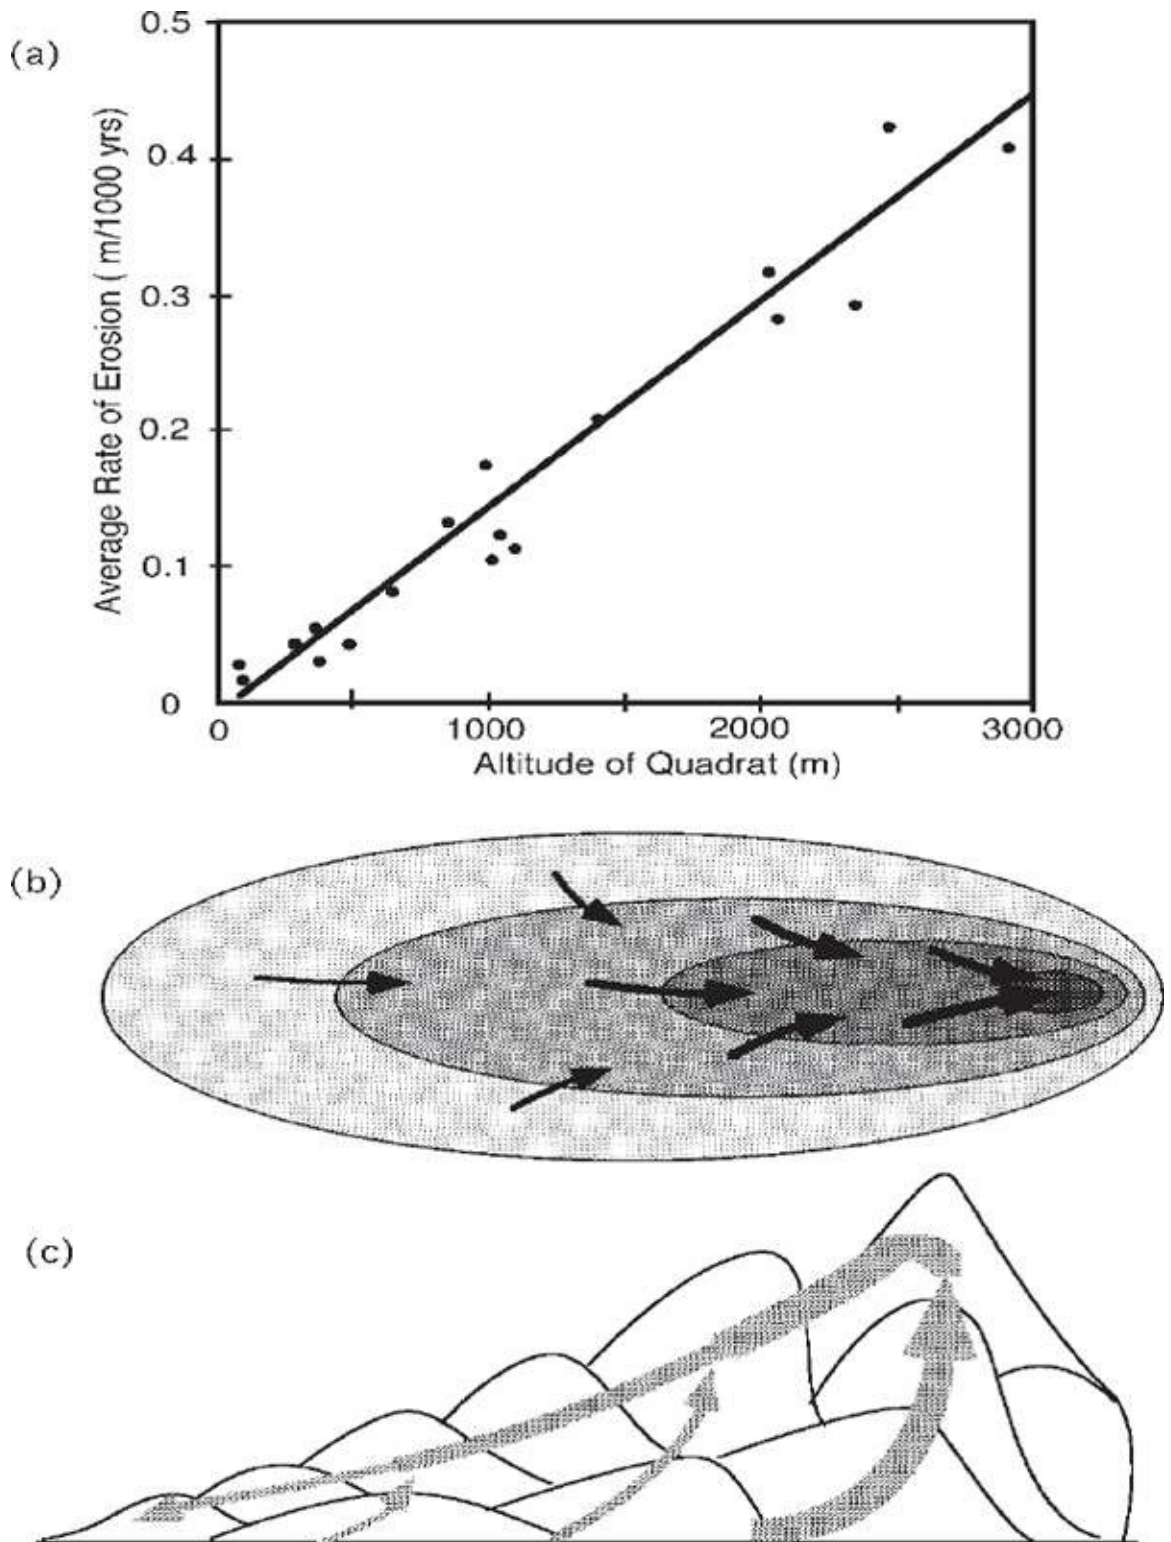 (a)
0.5
0.4
0.3
0.2
0.1
0
Average Rate of Erosion ( m/1000 yrs)
0 1000 2000 3000
Altitude of Quadrat (m)
(b)
(c)